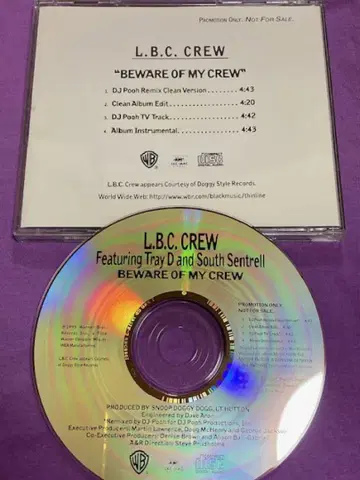 PROMOTION ONLY. NOT FOR SALE.
L.B.C. CREW
"BEWARE OF MY CREW"
1. DJ Pooh Remix Clean Version........4:43
2. Clean Album Edit.......................4:20
3. DJ Pooh TV Track.....................4:42
4. Album Instrumental...................4:43
L.B.C. Crew appears Courtesy of Doggy Style Records.
World Wide Web: http://www.wbr.com/blackmusic/thinline
L.B.C. CREW
Featuring Tray D and South Sentrell
BEWARE OF MY CREW
PROMOTION ONLY.
NOT FOR SALE.
PRODUCED BY SNOOP DOGGY DOGG, LT HUTTON
Engineered by Dave Aron
Remixed by DJ Pooh for DJ Pooh Productions, Inc.
Executive Producers: Martin Lawrence, Doug McHenry and George Jackson
Co-Executive Producers: Denise Brown and Alison Ball-Gabriel
A&R Direction: Steve Prudholme